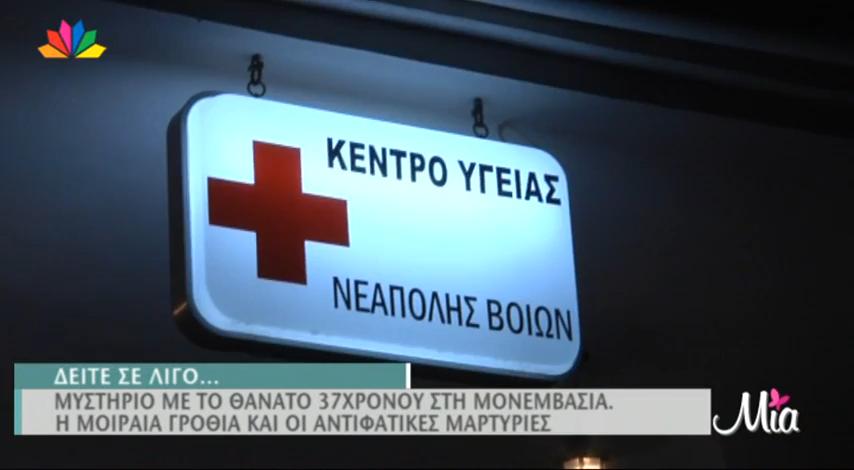 ΚΕΝΤΡΟ ΥΓΕΙΑΣ
ΝΕΑΠΟΛΗΣ ΒΟΙΩΝ
ΔΕΙΤΕ ΣΕ ΛΙΓΟ...
ΜΥΣΤΗΡΙΟ ΜΕ ΤΟ ΘΑΝΑΤΟ 37ΧΡΟΝΟΥ ΣΤΗ ΜΟΝΕΜΒΑΣΙΑ.
Η ΜΟΙΡΑΙΑ ΓΡΟΘΙΑ ΚΑΙ ΟΙ ΑΝΤΙΦΑΤΙΚΕΣ ΜΑΡΤΥΡΙΕΣ
Μία